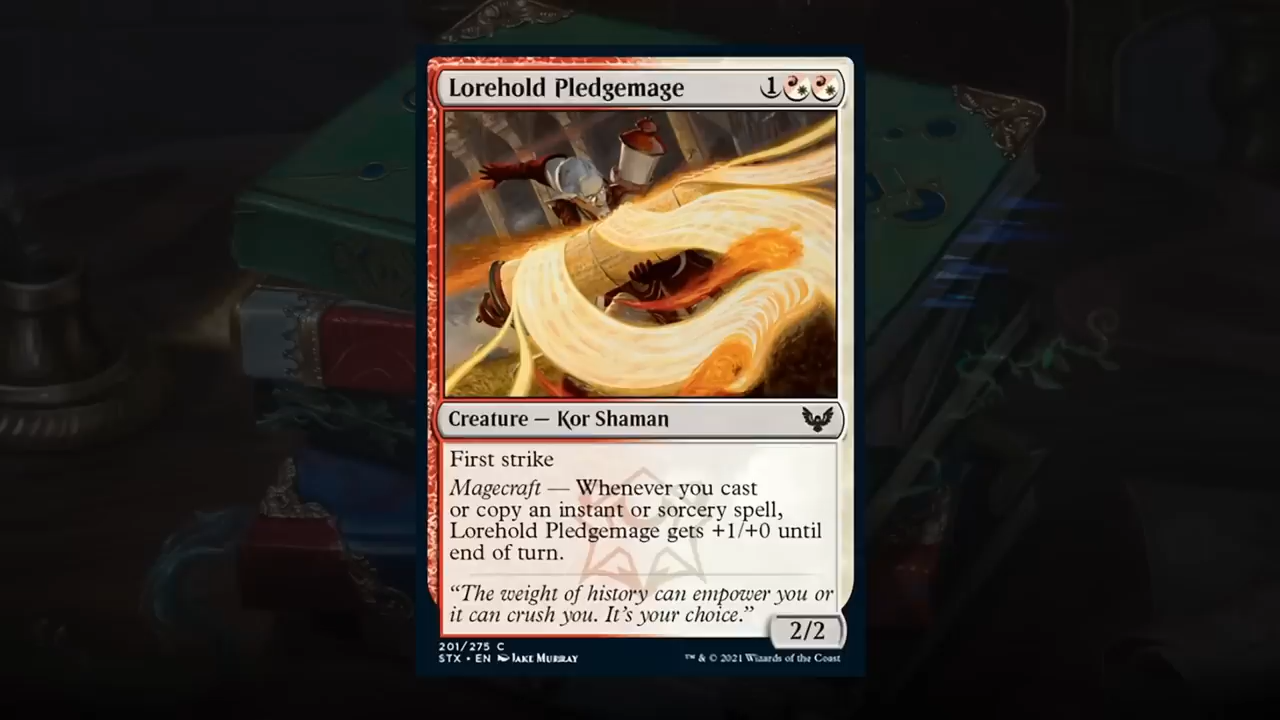 Lorehold Pledgemage 1
Creature — Kor Shaman
First strike
Magecraft — Whenever you cast
or copy an instant or sorcery spell,
Lorehold Pledgemage gets +1/+0 until
end of turn.
“The weight of history can empower you or
it can crush you. It’s your choice.”
2/2
201/275 C
STX • EN JAKE MURRAY
™ & © 2021 Wizards of the Coast